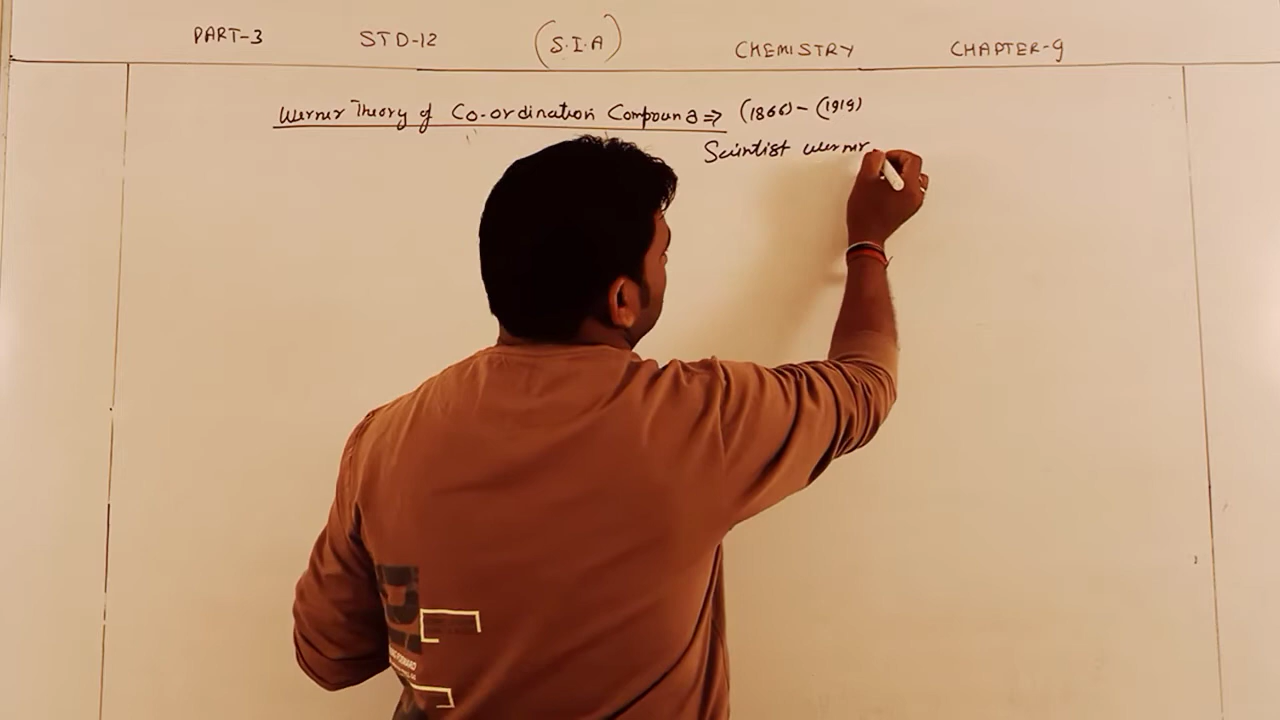 PART-3 STD-12 (S.I.A) CHEMISTRY CHAPTER-9
Werner Theory of Co-ordination Compound ⇒ (1866) - (1919)
Scientist Werner